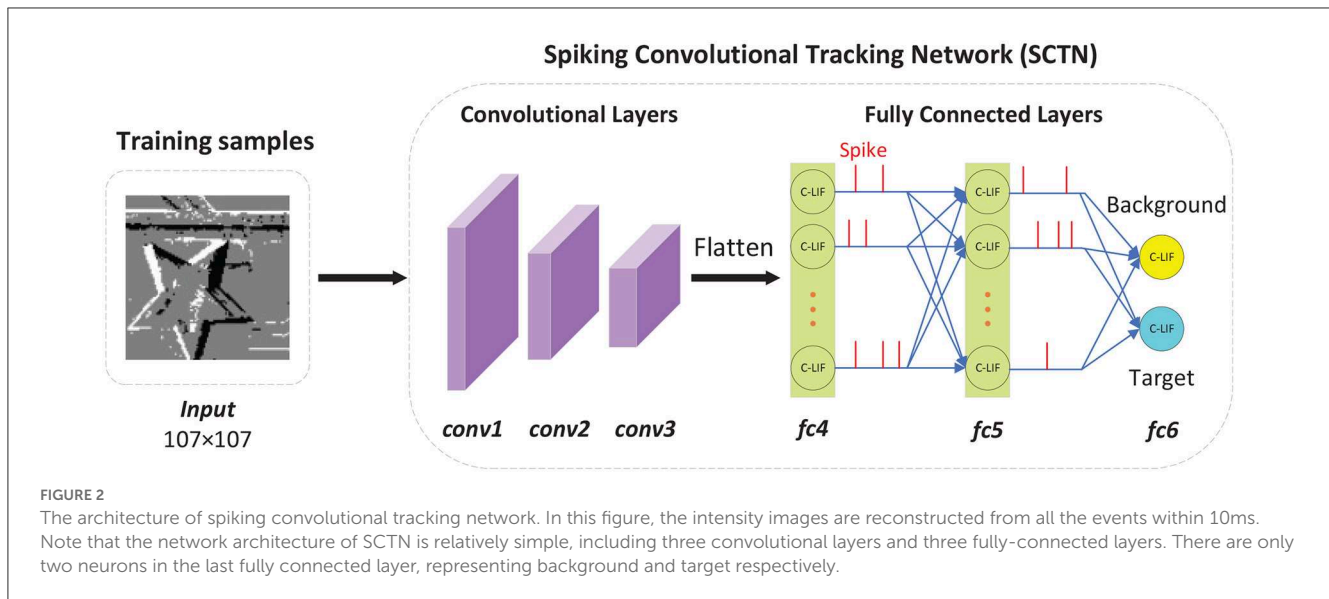 Spiking Convolutional Tracking Network (SCTN)
Training samples
Convolutional Layers
Fully Connected Layers
Spike
C-LIF
C-LIF
C-LIF
C-LIF
C-LIF
C-LIF
Flatten
Background
C-LIF
C-LIF
Target
Input
107×107
conv1
conv2
conv3
fc4
fc5
fc6
FIGURE 2
The architecture of spiking convolutional tracking network. In this figure, the intensity images are reconstructed from all the events within 10ms.
Note that the network architecture of SCTN is relatively simple, including three convolutional layers and three fully-connected layers. There are only
two neurons in the last fully connected layer, representing background and target respectively.